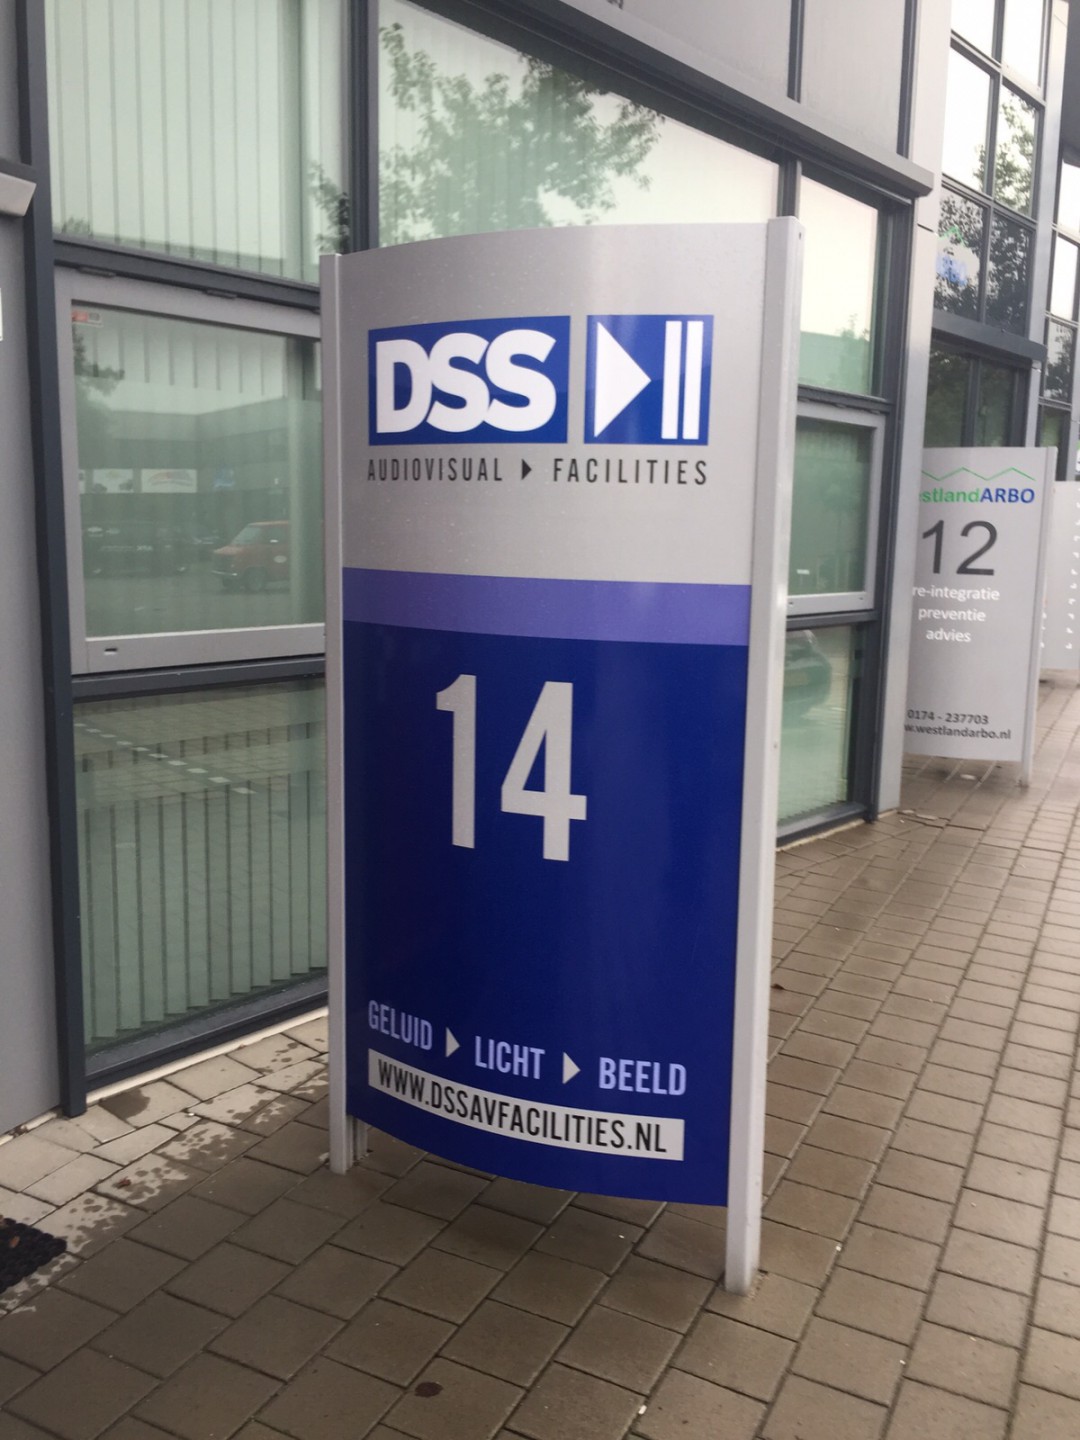 DSS
AUDIOVISUAL FACILITIES
14
GELUID LICHT BEELD
WWW.DSSAVFACILITIES.NL
estlandARBO
12
re-integratie
preventie
advies
0174 - 237703
w.westlandarbo.nl